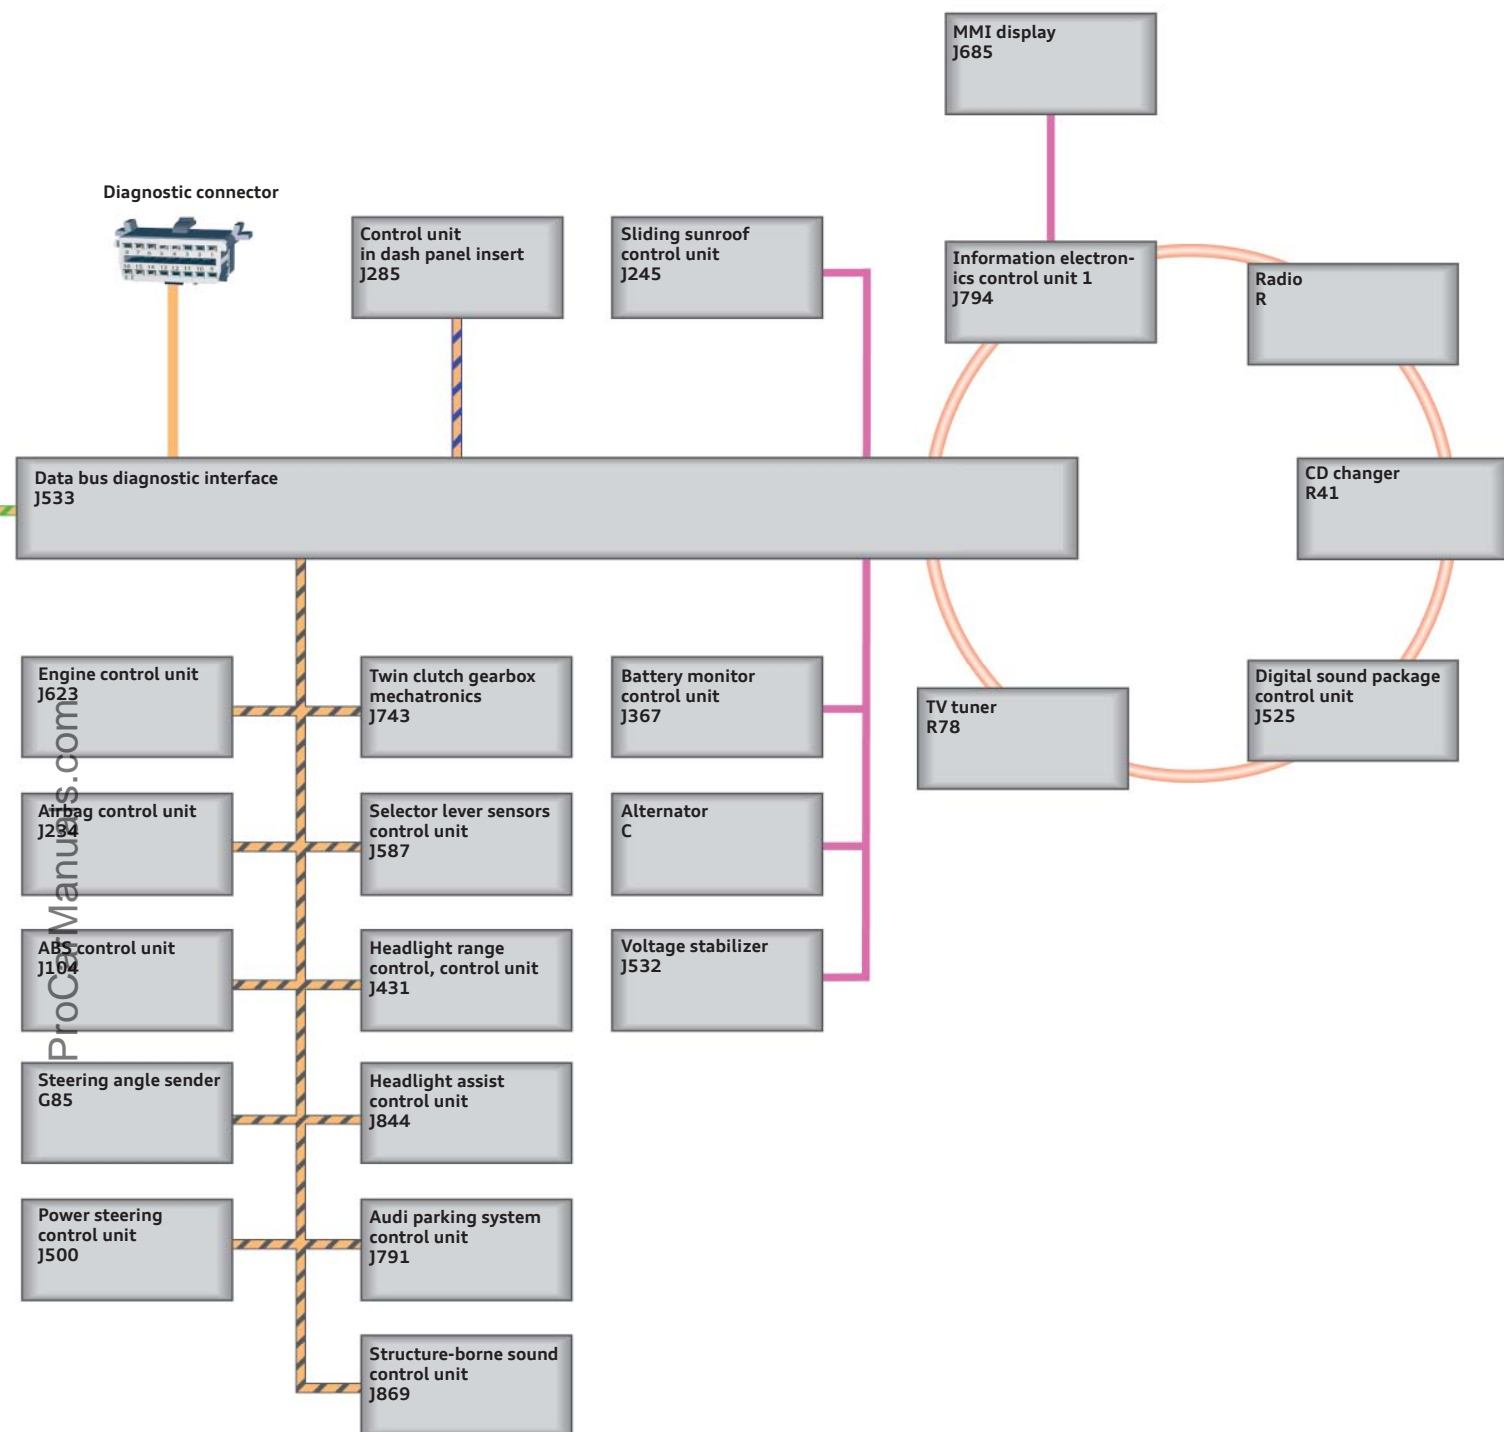 MMI display
J685
Diagnostic connector
Control unit
in dash panel insert
J285
Sliding sunroof
control unit
J245
Information electron-
ics control unit 1
J794
Radio
R
Data bus diagnostic interface
J533
CD changer
R41
Engine control unit
J623
Twin clutch gearbox
mechatronics
J743
Battery monitor
control unit
J367
TV tuner
R78
Digital sound package
control unit
J525
Airbag control unit
J234
Selector lever sensors
control unit
J587
Alternator
C
ABS control unit
J104
Headlight range
control, control unit
J431
Voltage stabilizer
J532
Steering angle sender
G85
Headlight assist
control unit
J844
Power steering
control unit
J500
Audi parking system
control unit
J791
Structure-borne sound
control unit
J869
ProCarManuals.com